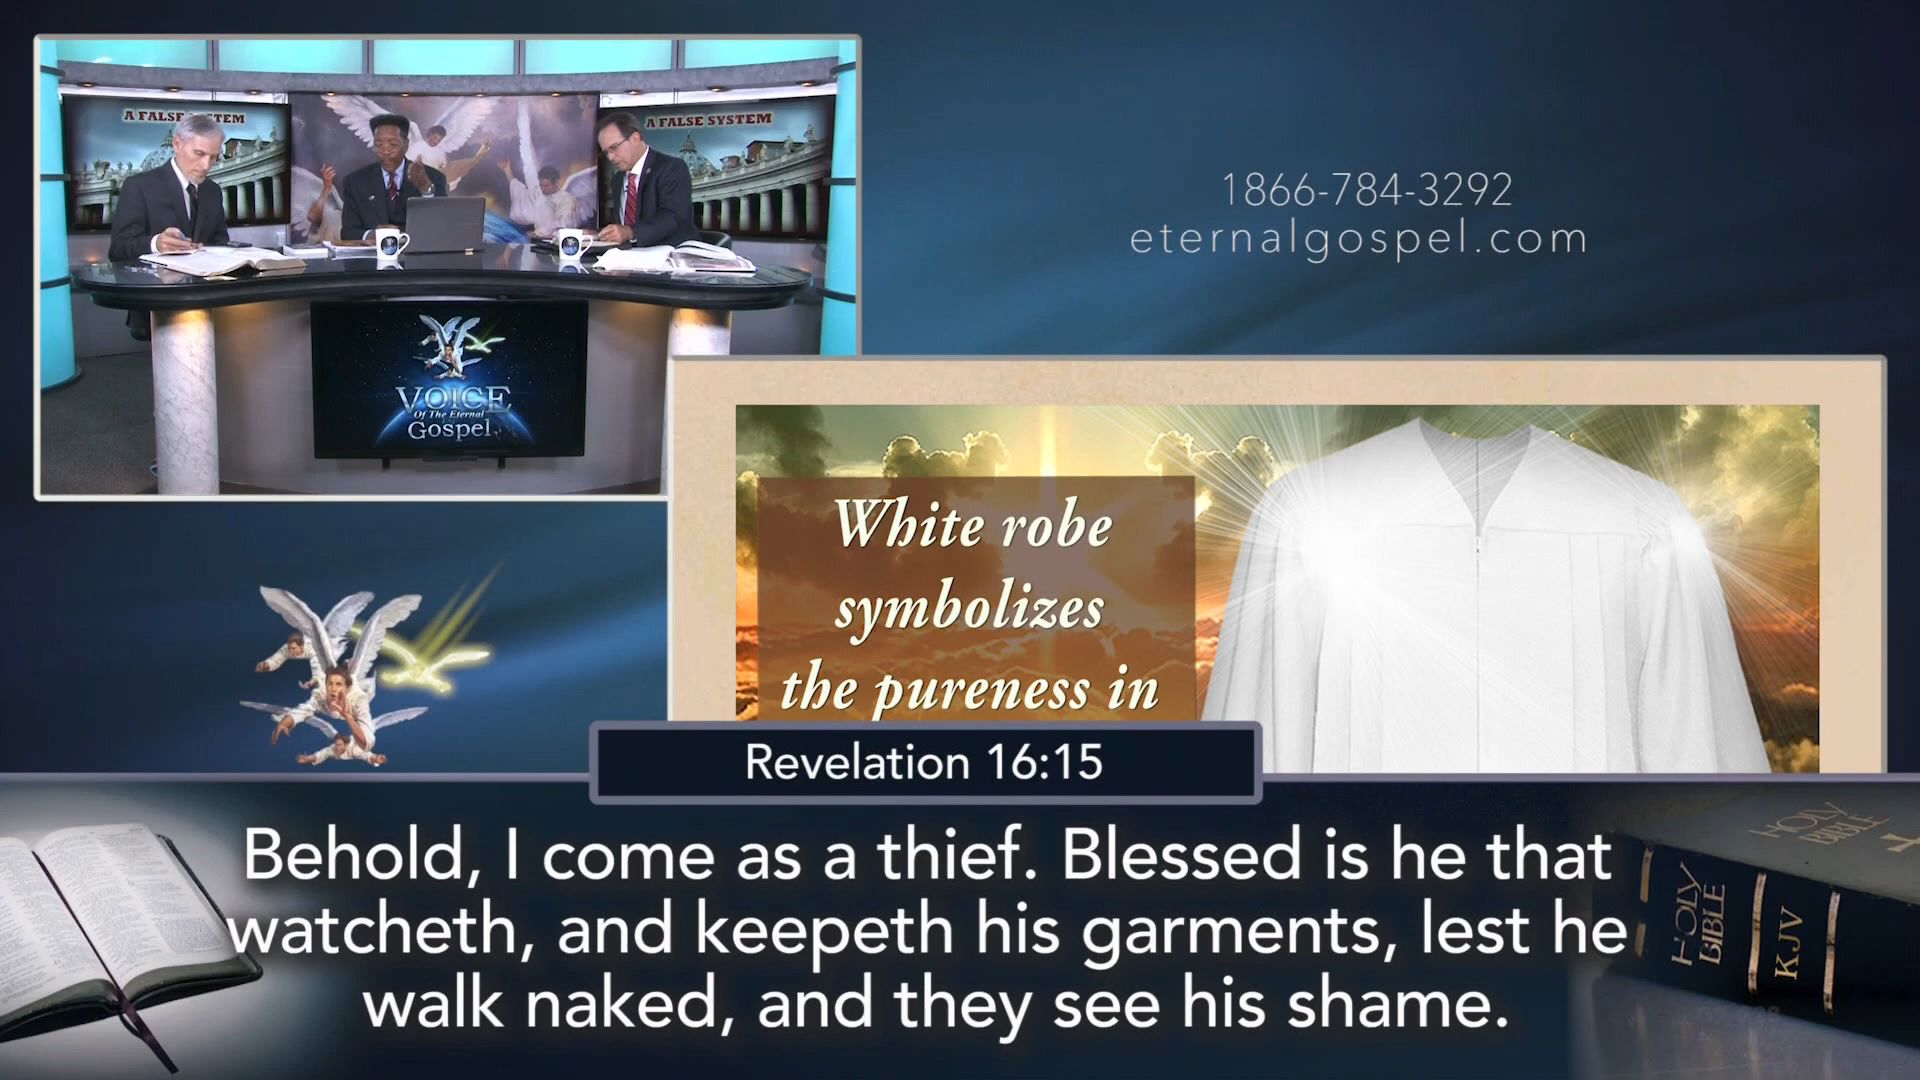 A FALSE SYSTEM
A FALSE SYSTEM
1866-784-3292
eternalgospel.com
VOICE
Of The Eternal
Gospel
White robe
symbolizes
the pureness in
Revelation 16:15
Behold, I come as a thief. Blessed is he that
watcheth, and keepeth his garments, lest he
walk naked, and they see his shame.
HOLY
BIBLE
HOLY
BIBLE
KJV